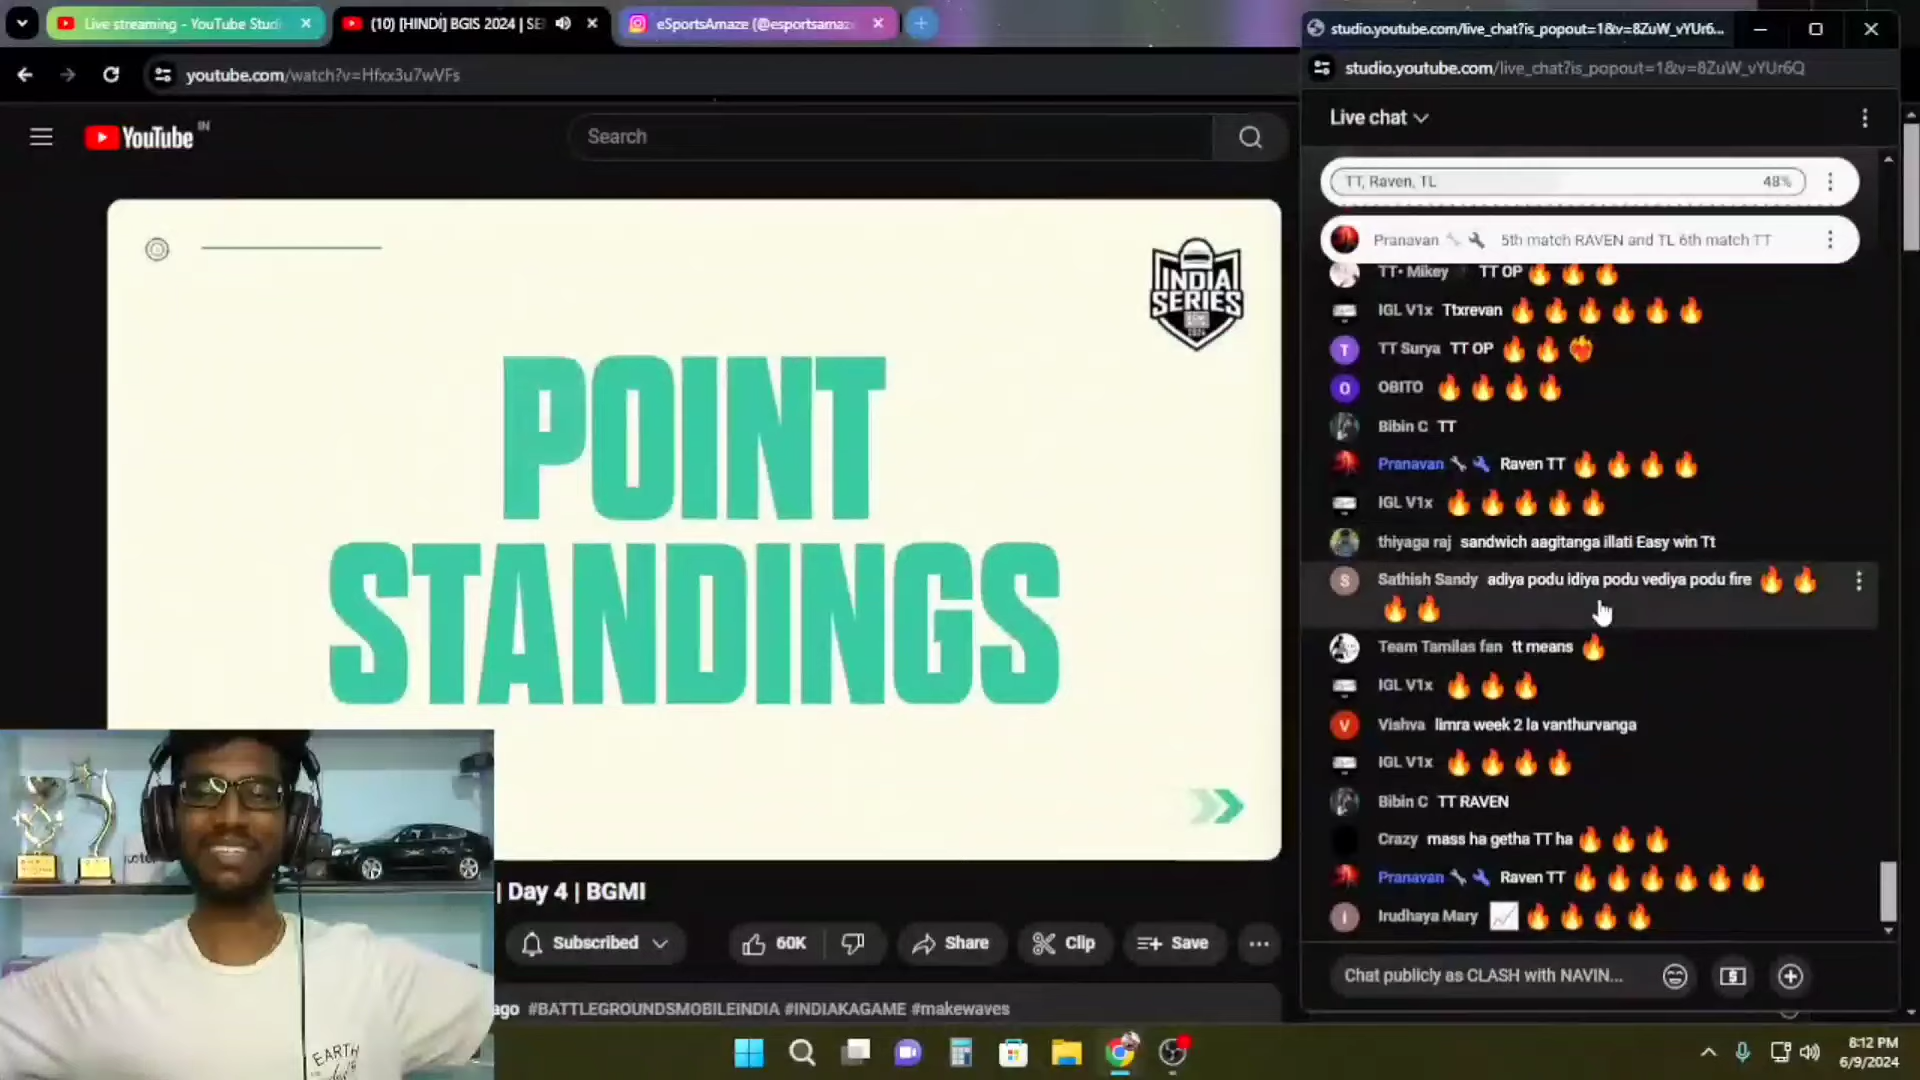 Live streaming - YouTube Studi
(10) [HINDI] BGIS 2024 | SE
eSportsAmaze (@esportsamaz
youtube.com/watch?v=Hfxx3u7wVFs
YouTube IN
Search
INDIA
SERIES
POINT
STANDINGS
| Day 4 | BGMI
Subscribed
60K
Share
Clip
Save
ago #BATTLEGROUNDSMOBILEINDIA #INDIAKAGAME #makewaves
EARTH
studio.youtube.com/live_chat?is_popout=1&v=8ZuW_vYUr6...
studio.youtube.com/live_chat?is_popout=1&v=8ZuW_vYUr6Q
Live chat
TT, Raven, TL 48%
Pranavan 5th match RAVEN and TL 6th match TT
TT• Mikey TT OP 🔥🔥🔥
IGL V1x Ttxrevan 🔥🔥🔥🔥🔥🔥
T TT Surya TT OP 🔥🔥❤️‍🔥
O OBITO 🔥🔥🔥🔥
Bibin C TT
Pranavan Raven TT 🔥🔥🔥🔥
IGL V1x 🔥🔥🔥🔥🔥
thiyaga raj sandwich aagitanga illati Easy win Tt
S Sathish Sandy adiya podu idiya podu vediya podu fire 🔥🔥
🔥🔥
Team Tamilas fan tt means 🔥
IGL V1x 🔥🔥🔥
V Vishva limra week 2 la vanthurvanga
IGL V1x 🔥🔥🔥🔥
Bibin C TT RAVEN
Crazy mass ha getha TT ha 🔥🔥🔥
Pranavan Raven TT 🔥🔥🔥🔥🔥🔥
I Irudhaya Mary 📈🔥🔥🔥🔥
Chat publicly as CLASH with NAVIN...
8:12 PM
6/9/2024